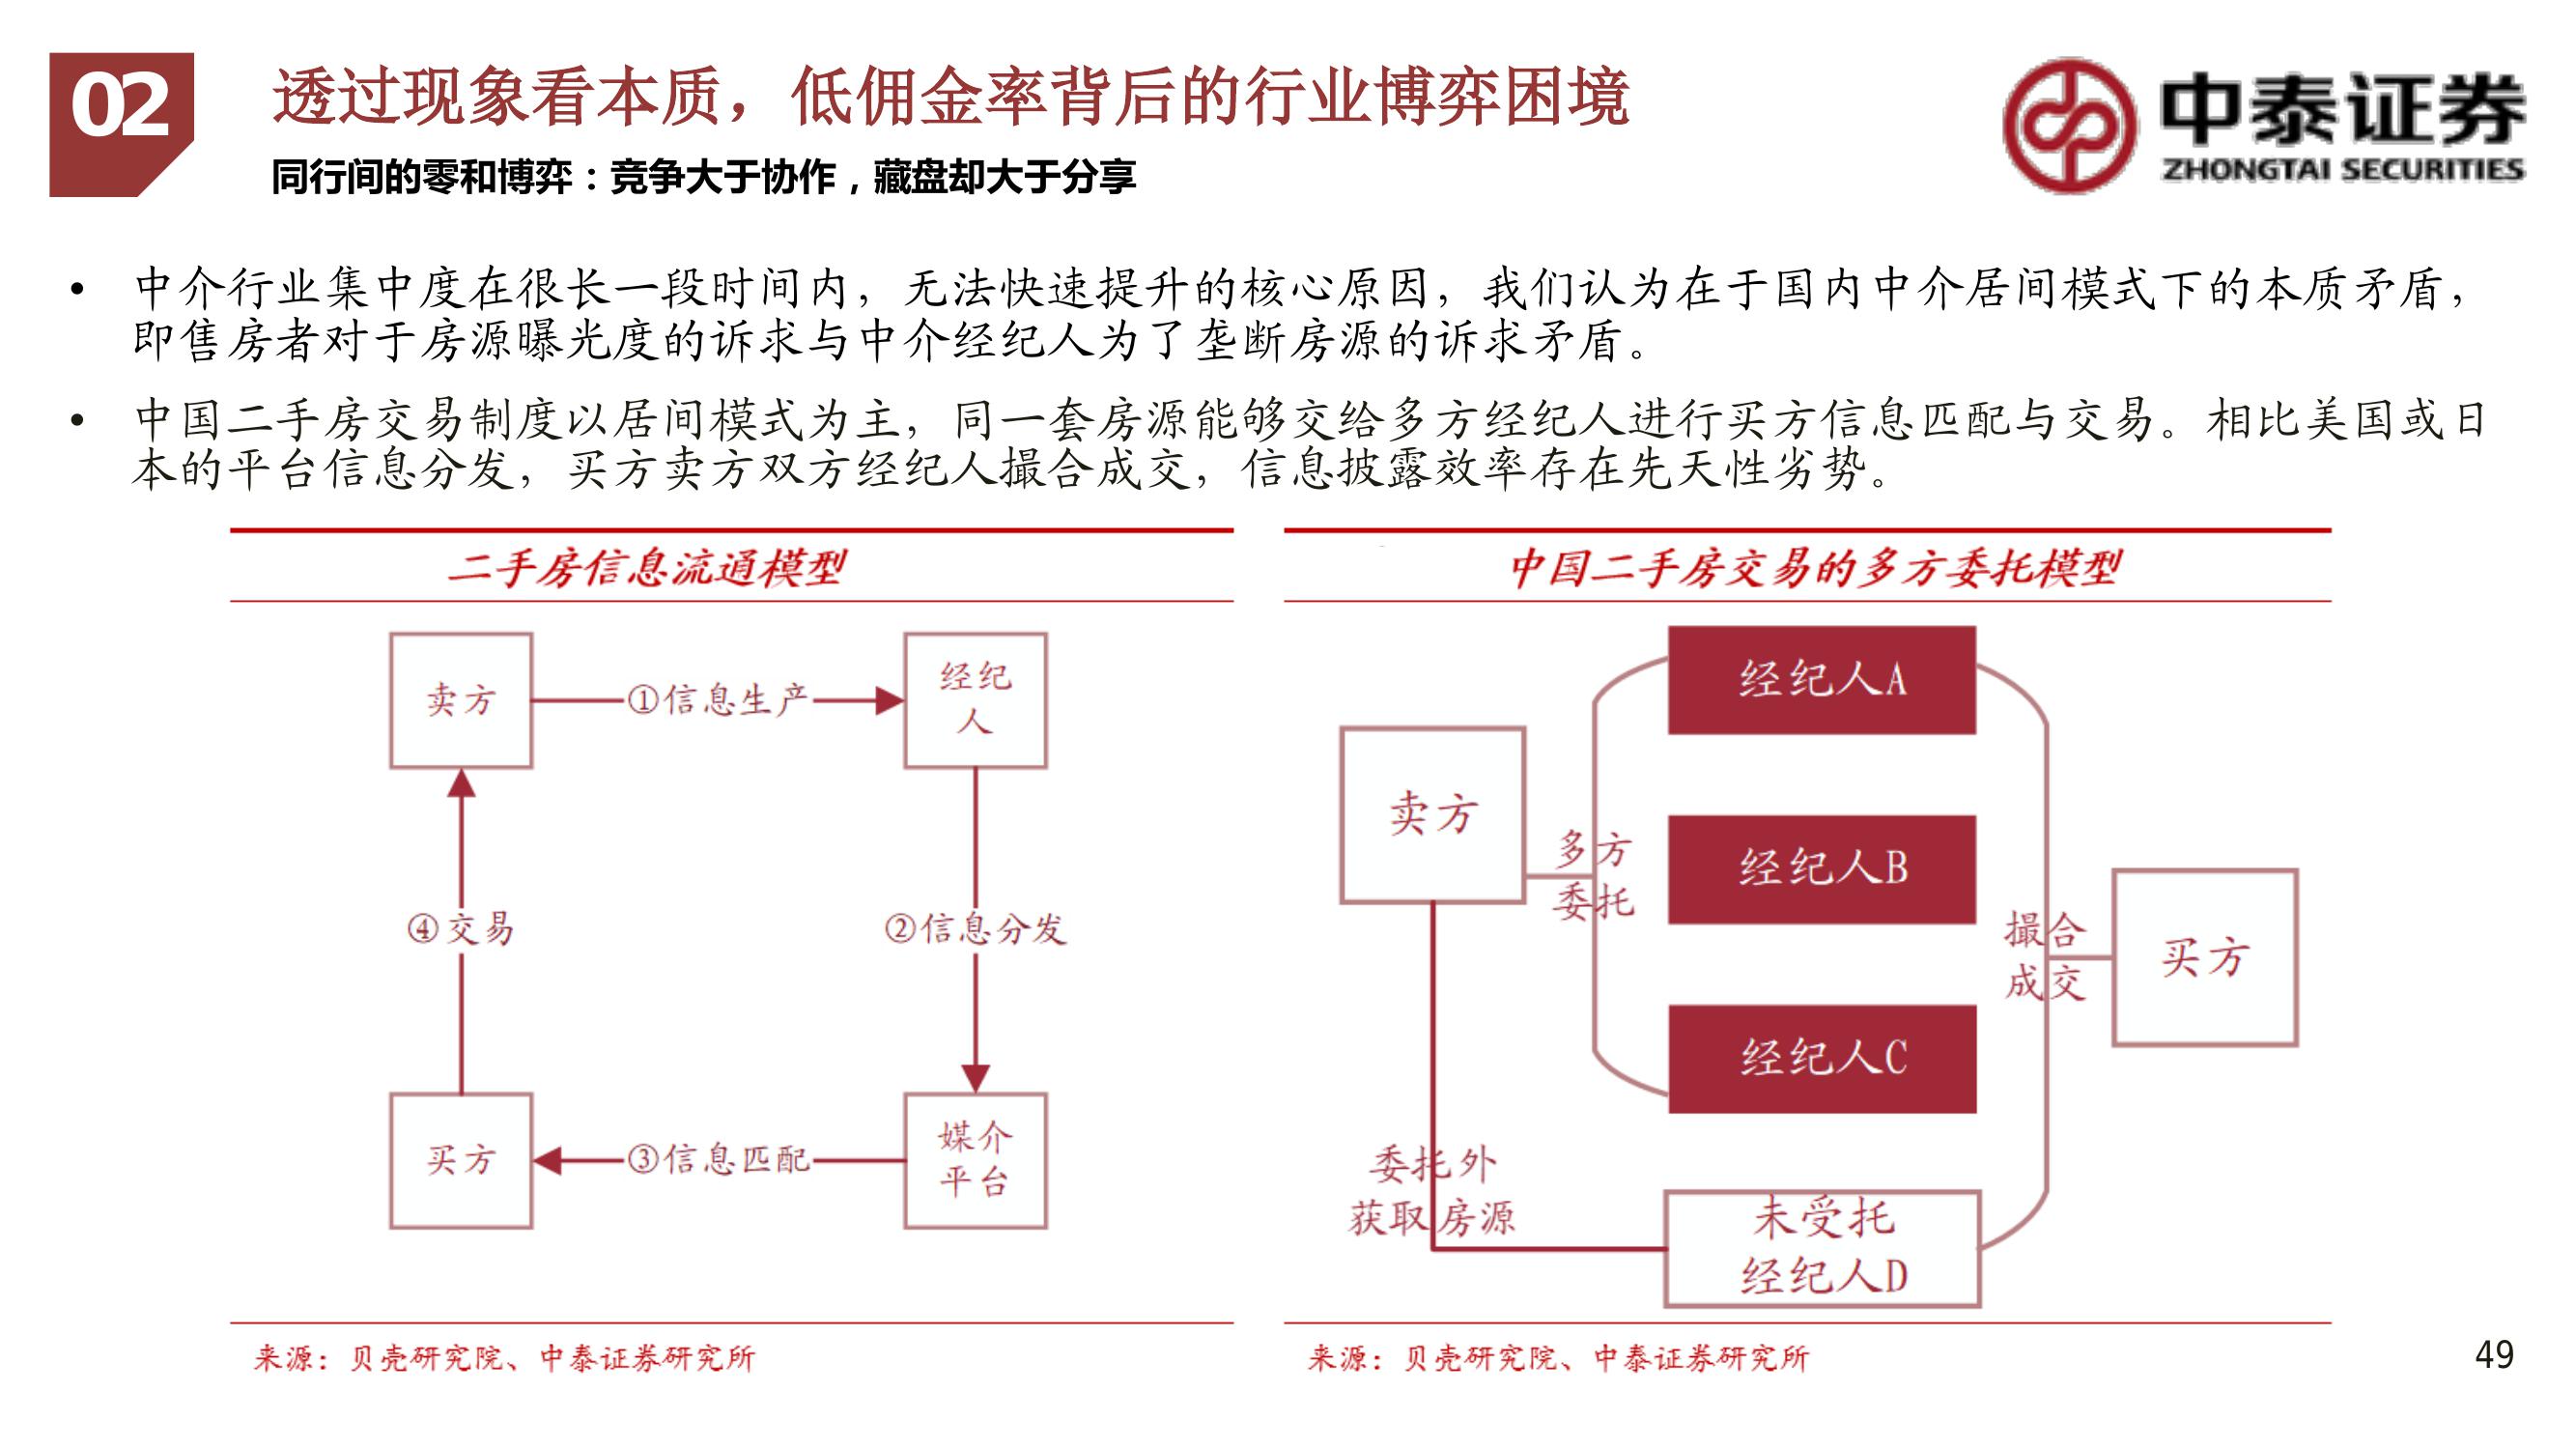 02
透过现象看本质，低佣金率背后的行业博弈困境
同行间的零和博弈：竞争大于协作，藏盘却大于分享
中泰证券
ZHONGTAI SECURITIES
• 中介行业集中度在很长一段时间内，无法快速提升的核心原因，我们认为在于国内中介居间模式下的本质矛盾，
即售房者对于房源曝光度的诉求与中介经纪人为了垄断房源的诉求矛盾。
• 中国二手房交易制度以居间模式为主，同一套房源能够交给多方经纪人进行买方信息匹配与交易。相比美国或日
本的平台信息分发，买方卖方双方经纪人撮合成交，信息披露效率存在先天性劣势。
二手房信息流通模型
卖方
①信息生产
经纪
人
④交易
②信息分发
买方
③信息匹配
媒介
平台
来源：贝壳研究院、中泰证券研究所
中国二手房交易的多方委托模型
经纪人A
卖方
多方
委托
经纪人B
撮合
成交
买方
经纪人C
委托外
获取房源
未受托
经纪人D
来源：贝壳研究院、中泰证券研究所
49